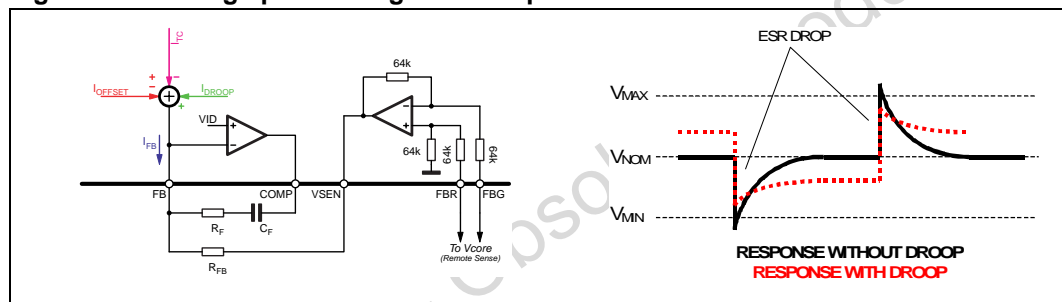 I_TC
−
+
−
I_OFFSET
I_DROOP
+
+
I_FB
VID
+
−
64k
−
+
64k
64k
64k
FB
COMP
VSEN
FBR
FBG
R_F
C_F
R_FB
To Vcore
(Remote Sense)
ESR DROP
V_MAX
V_NOM
V_MIN
RESPONSE WITHOUT DROOP
RESPONSE WITH DROOP